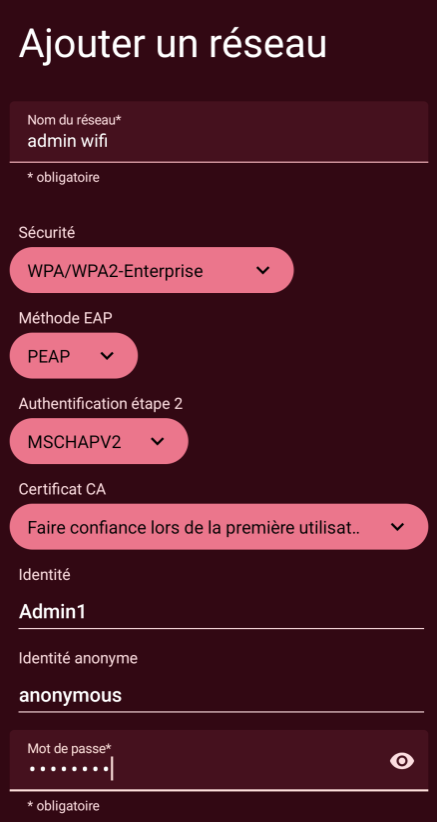 Ajouter un réseau
Nom du réseau*
admin wifi
* obligatoire
Sécurité
WPA/WPA2-Enterprise
Méthode EAP
PEAP
Authentification étape 2
MSCHAPV2
Certificat CA
Faire confiance lors de la première utilisat..
Identité
Admin1
Identité anonyme
anonymous
Mot de passe*
••••••••
* obligatoire